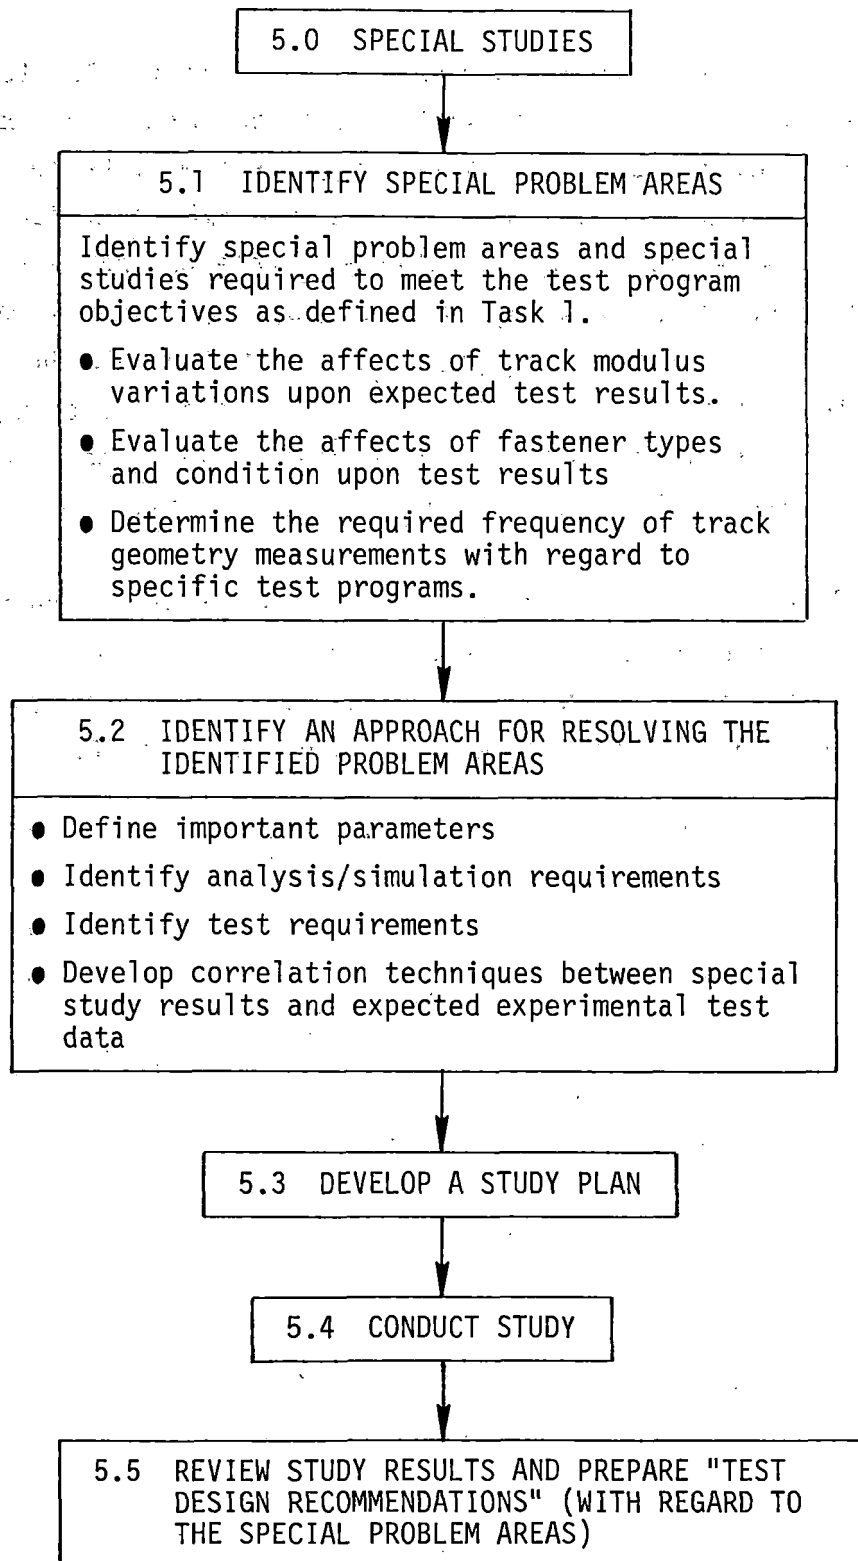 5.0 SPECIAL STUDIES
5.1 IDENTIFY SPECIAL PROBLEM AREAS
Identify special problem areas and special
studies required to meet the test program
objectives as defined in Task 1.
● Evaluate the affects of track modulus
variations upon expected test results.
● Evaluate the affects of fastener types
and condition upon test results
● Determine the required frequency of track
geometry measurements with regard to
specific test programs.
5.2 IDENTIFY AN APPROACH FOR RESOLVING THE
IDENTIFIED PROBLEM AREAS
● Define important parameters
● Identify analysis/simulation requirements
● Identify test requirements
● Develop correlation techniques between special
study results and expected experimental test
data
5.3 DEVELOP A STUDY PLAN
5.4 CONDUCT STUDY
5.5 REVIEW STUDY RESULTS AND PREPARE "TEST
DESIGN RECOMMENDATIONS" (WITH REGARD TO
THE SPECIAL PROBLEM AREAS)